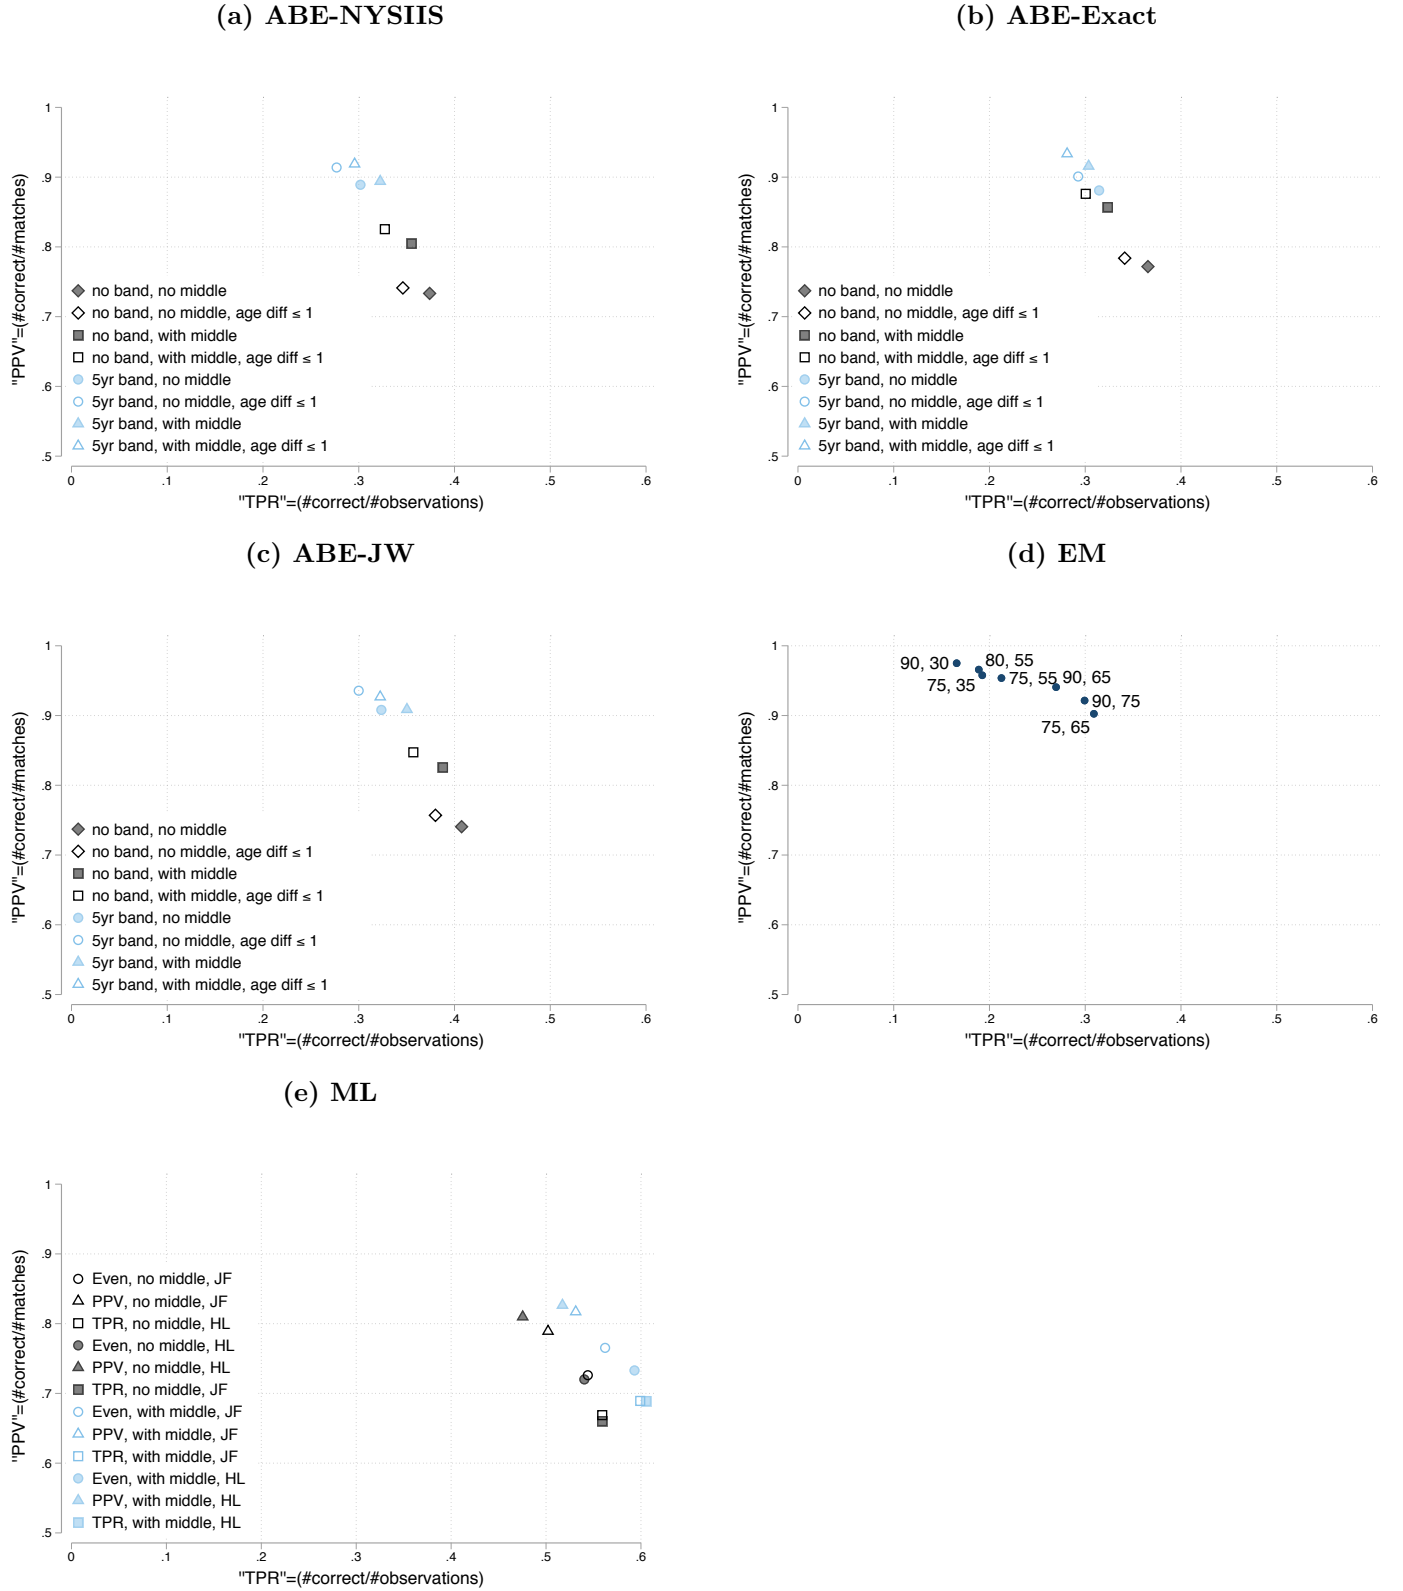 (a) ABE-NYSIIS
1
.9
.8
.7
.6
.5
"PPV"=(#correct/#matches)
no band, no middle
no band, no middle, age diff ≤ 1
no band, with middle
no band, with middle, age diff ≤ 1
5yr band, no middle
5yr band, no middle, age diff ≤ 1
5yr band, with middle
5yr band, with middle, age diff ≤ 1
0 .1 .2 .3 .4 .5 .6
"TPR"=(#correct/#observations)
(b) ABE-Exact
1
.9
.8
.7
.6
.5
"PPV"=(#correct/#matches)
no band, no middle
no band, no middle, age diff ≤ 1
no band, with middle
no band, with middle, age diff ≤ 1
5yr band, no middle
5yr band, no middle, age diff ≤ 1
5yr band, with middle
5yr band, with middle, age diff ≤ 1
0 .1 .2 .3 .4 .5 .6
"TPR"=(#correct/#observations)
(c) ABE-JW
1
.9
.8
.7
.6
.5
"PPV"=(#correct/#matches)
no band, no middle
no band, no middle, age diff ≤ 1
no band, with middle
no band, with middle, age diff ≤ 1
5yr band, no middle
5yr band, no middle, age diff ≤ 1
5yr band, with middle
5yr band, with middle, age diff ≤ 1
0 .1 .2 .3 .4 .5 .6
"TPR"=(#correct/#observations)
(d) EM
1
.9
.8
.7
.6
.5
"PPV"=(#correct/#matches)
90, 30
80, 55
75, 35
75, 55
90, 65
90, 75
75, 65
0 .1 .2 .3 .4 .5 .6
"TPR"=(#correct/#observations)
(e) ML
1
.9
.8
.7
.6
.5
"PPV"=(#correct/#matches)
Even, no middle, JF
PPV, no middle, JF
TPR, no middle, HL
Even, no middle, HL
PPV, no middle, HL
TPR, no middle, JF
Even, with middle, JF
PPV, with middle, JF
TPR, with middle, JF
Even, with middle, HL
PPV, with middle, HL
TPR, with middle, HL
0 .1 .2 .3 .4 .5 .6
"TPR"=(#correct/#observations)